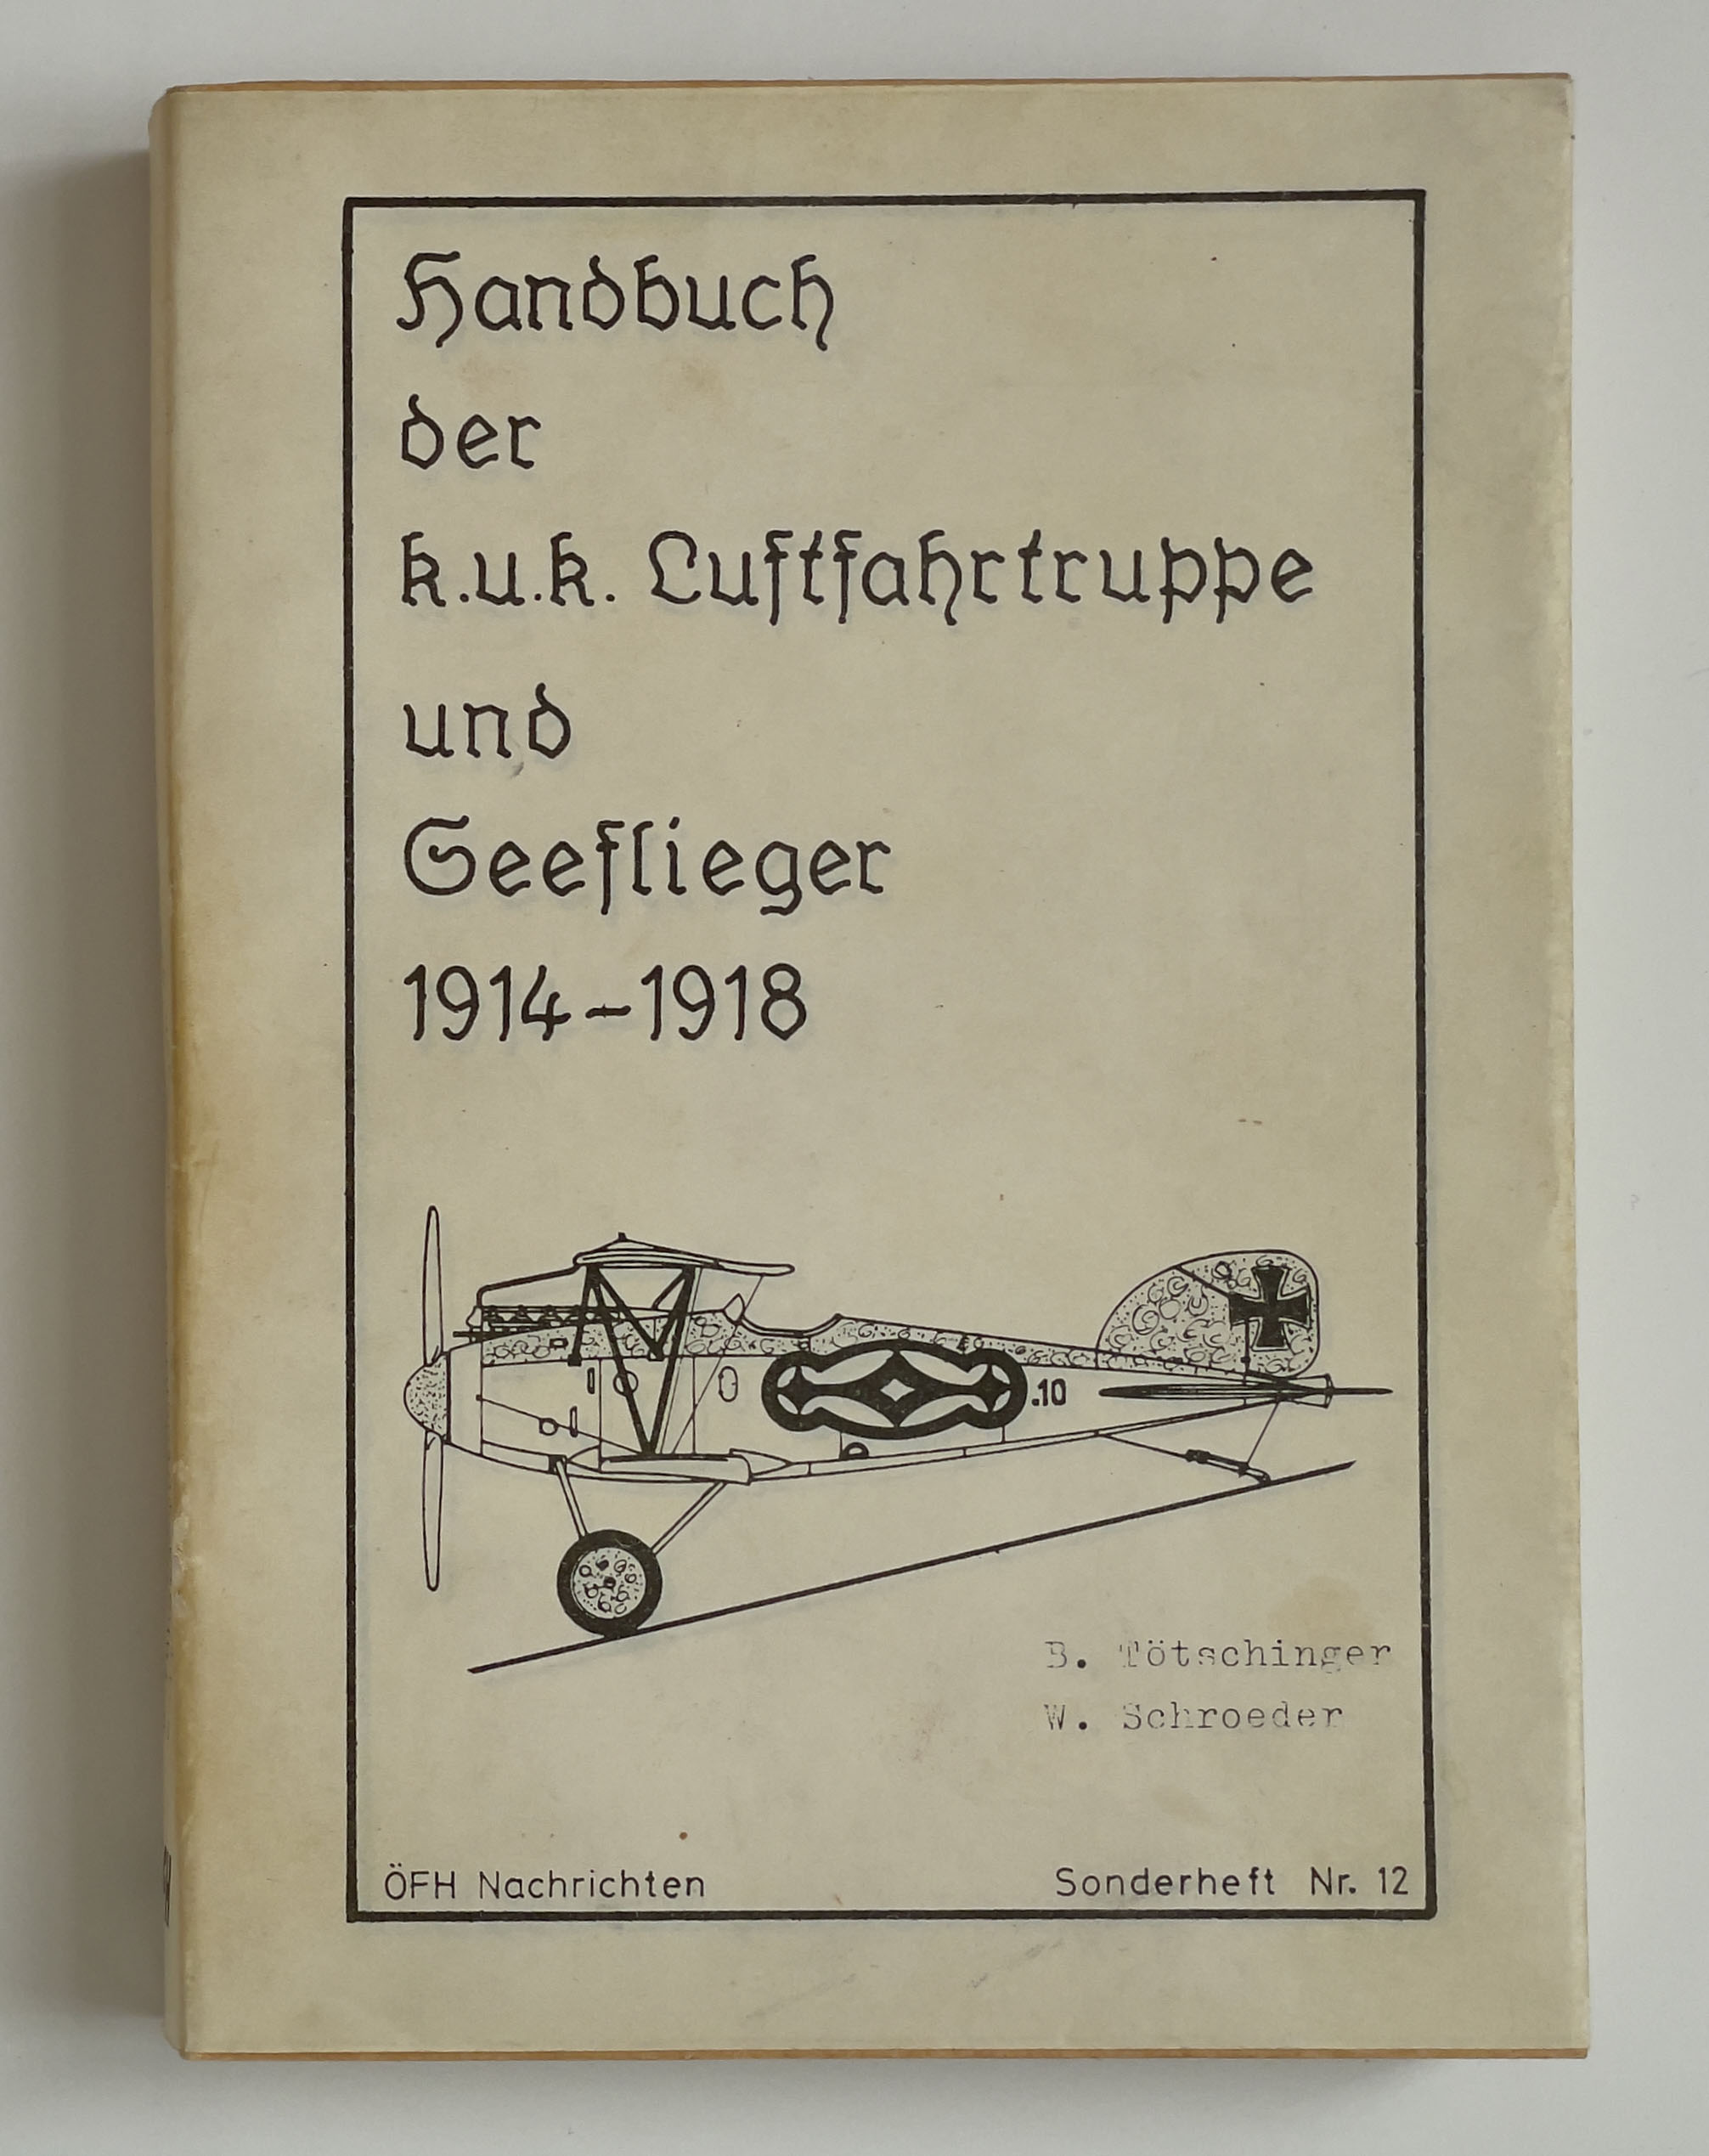 Handbuch
der
k.u.k. Luftfahrtruppe
und
Seeflieger
1914-1918
.10
B. Tötschinger
W. Schroeder
ÖFH Nachrichten
Sonderheft Nr. 12